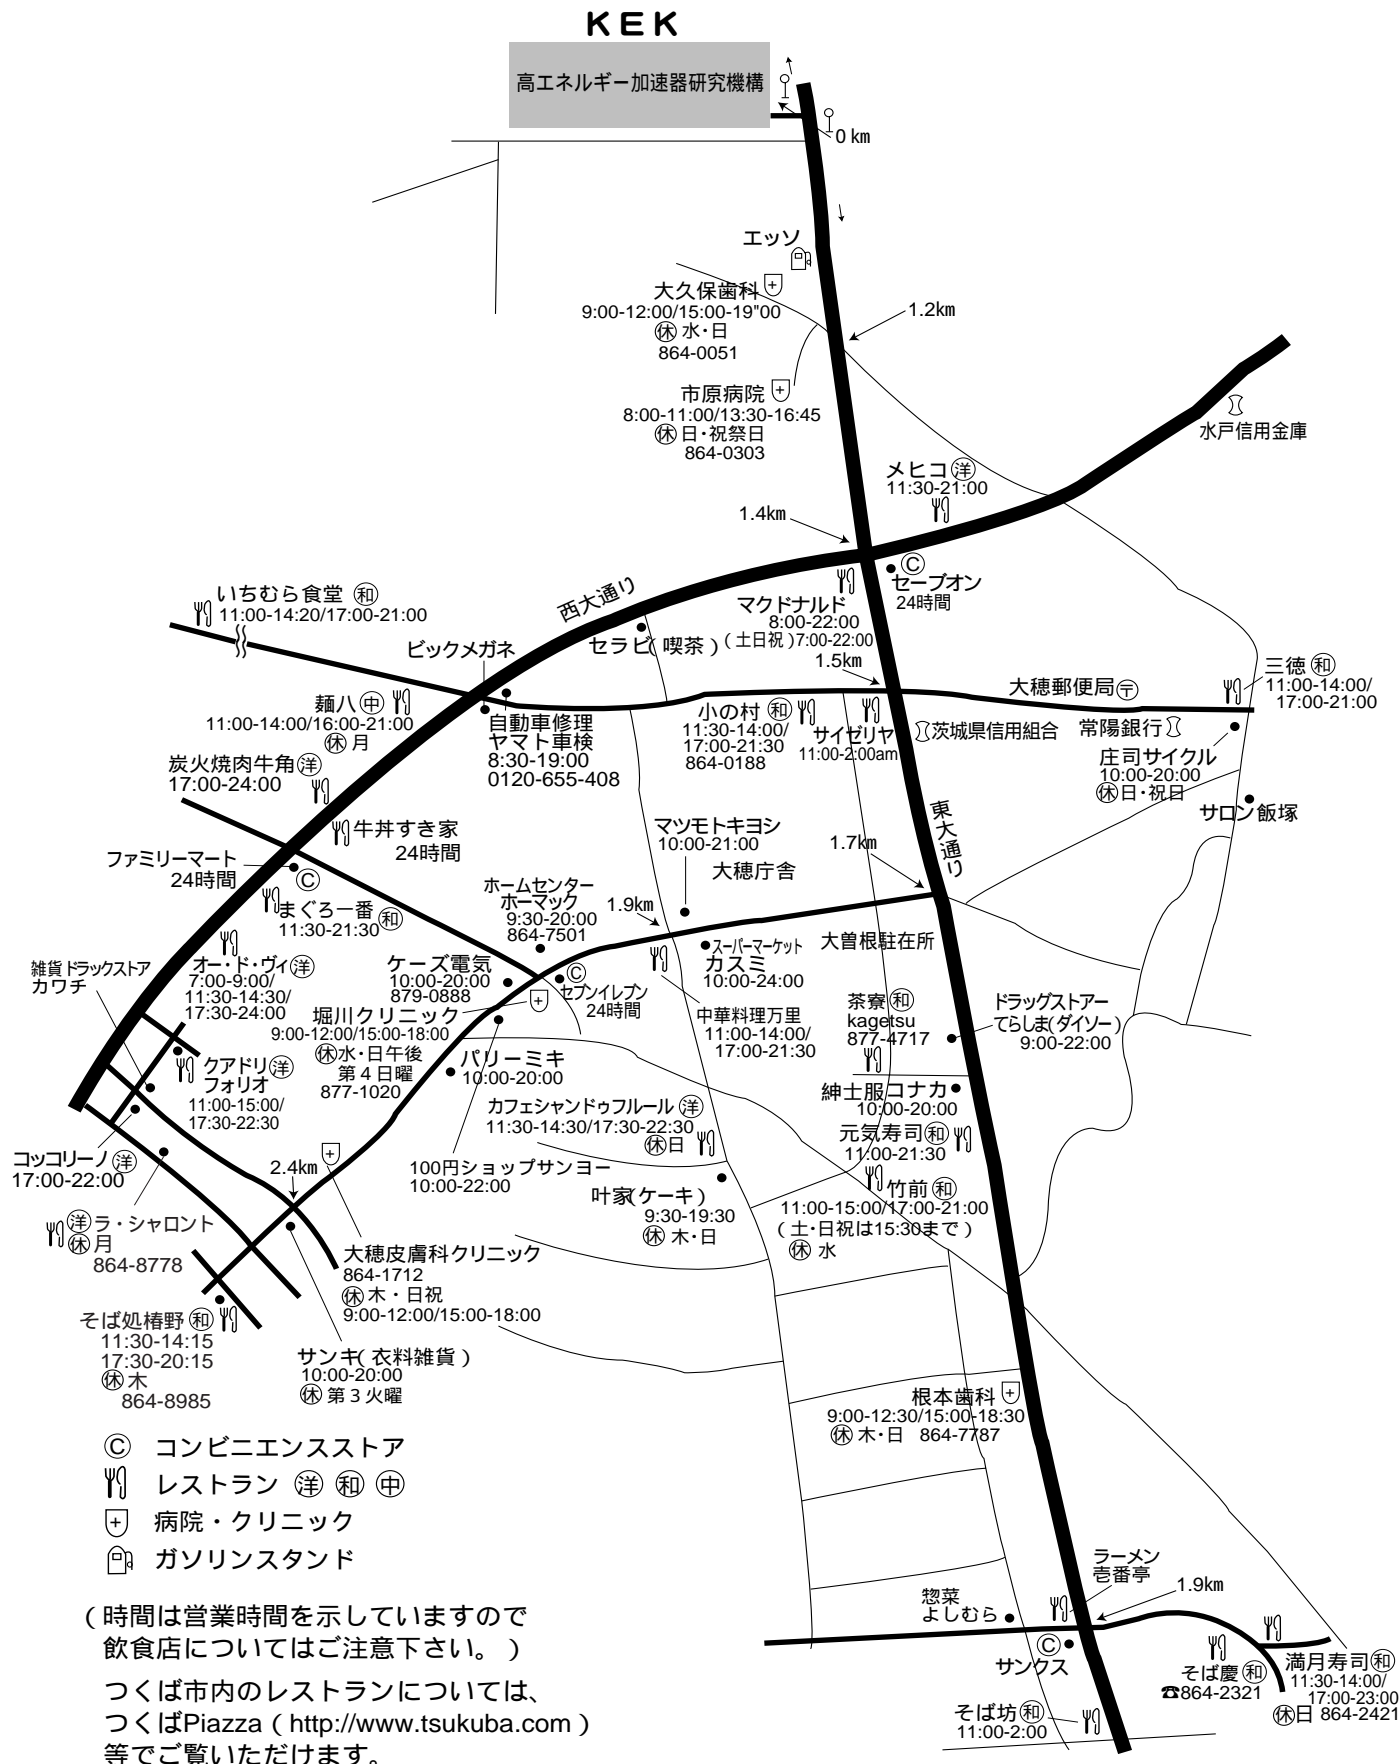 KEK
高エネルギー加速器研究機構
0 km
エッソ
大久保歯科
9:00-12:00/15:00-19"00
休 水・日
864-0051
1.2km
市原病院
8:00-11:00/13:30-16:45
休 日・祝祭日
864-0303
水戸信用金庫
メヒコ 洋
11:30-21:00
1.4km
C
セーブオン
24時間
西大通り
マクドナルド
8:00-22:00
(土日祝)7:00-22:00
セラビ(喫茶)
いちむら食堂 和
11:00-14:20/17:00-21:00
ビックメガネ
1.5km
大穂郵便局〒
三徳 和
11:00-14:00/
17:00-21:00
麺八 中
11:00-14:00/16:00-21:00
休 月
自動車修理
ヤマト車検
8:30-19:00
0120-655-408
小の村 和
11:30-14:00/
17:00-21:30
864-0188
サイゼリヤ
11:00-2:00am
茨城県信用組合
常陽銀行
庄司サイクル
10:00-20:00
休 日・祝日
サロン飯塚
炭火焼肉牛角 洋
17:00-24:00
牛丼すき家
24時間
ファミリーマート
24時間
C
まぐろ一番 和
11:30-21:30
マツモトキヨシ
10:00-21:00
大穂庁舎
1.7km
東大通り
ホームセンター
ホーマック
9:30-20:00
864-7501
1.9km
スーパーマーケット
カスミ
10:00-24:00
大曽根駐在所
オー・ド・ヴィ 洋
7:00-9:00/
11:30-14:30/
17:30-24:00
雑貨ドラックストア
カワチ
ケーズ電気
10:00-20:00
879-0888
C
セブンイレブン
24時間
堀川クリニック
9:00-12:00/15:00-18:00
休 水・日午後
第4日曜
877-1020
中華料理万里
11:00-14:00/
17:00-21:30
茶寮 和
kagetsu
877-4717
ドラッグストアー
てらしま(ダイソー)
9:00-22:00
クアドリ 洋
フォリオ
11:00-15:00/
17:30-22:30
パリーミキ
10:00-20:00
紳士服コナカ
10:00-20:00
カフェシャンドゥフルール 洋
11:30-14:30/17:30-22:30
休 日
元気寿司 和
11:00-21:30
コッコリーノ 洋
17:00-22:00
2.4km
100円ショップサンヨー
10:00-22:00
叶家(ケーキ)
9:30-19:30
休 木・日
竹前 和
11:00-15:00/17:00-21:00
(土・日祝は15:30まで)
休 水
洋 ラ・シャロント
休 月
864-8778
大穂皮膚科クリニック
864-1712
休 木・日祝
9:00-12:00/15:00-18:00
そば処椿野 和
11:30-14:15
17:30-20:15
休 木
864-8985
サンキ(衣料雑貨)
10:00-20:00
休 第3火曜
根本歯科
9:00-12:30/15:00-18:30
休 木・日 864-7787
C コンビニエンスストア
レストラン 洋 和 中
病院・クリニック
ガソリンスタンド
(時間は営業時間を示していますので
飲食店についてはご注意下さい。)
つくば市内のレストランについては、
つくばPiazza(http://www.tsukuba.com)
等でご覧いただけます。
ラーメン
壱番亭
1.9km
惣菜
よしむら
C
サンクス
そば慶 和
☎864-2321
満月寿司 和
11:30-14:00/
17:00-23:00
休 日 864-2421
そば坊 和
11:00-2:00